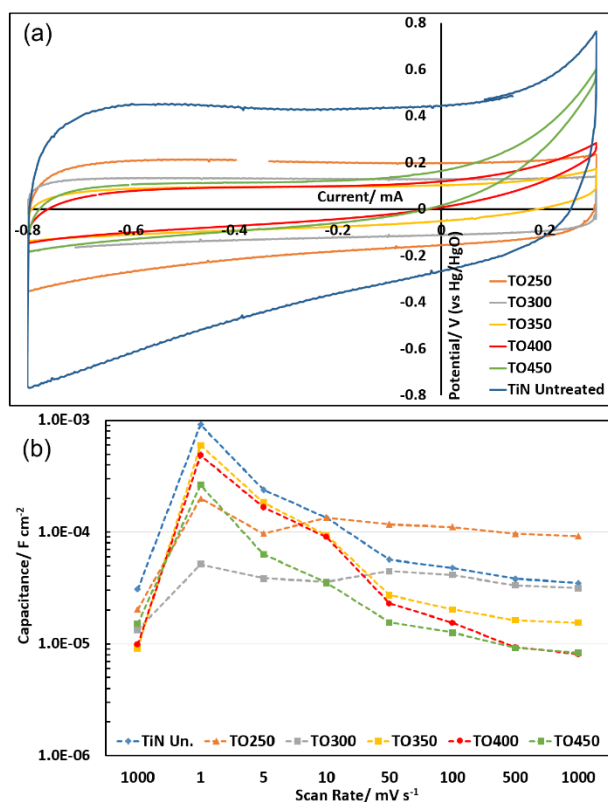 (a)
0.8
0.6
0.4
0.2
Current/ mA
0
-0.8 -0.6 -0.4 -0.2 0 0.2
-0.2
-0.4
-0.6
-0.8
Potential/ V (vs Hg/HgO)
TO250
TO300
TO350
TO400
TO450
TiN Untreated
(b)
1.0E-03
1.0E-04
1.0E-05
1.0E-06
Capacitance/ F cm⁻²
TiN Un. TO250 TO300 TO350 TO400 TO450
1000 1 5 10 50 100 500 1000
Scan Rate/ mV s⁻¹